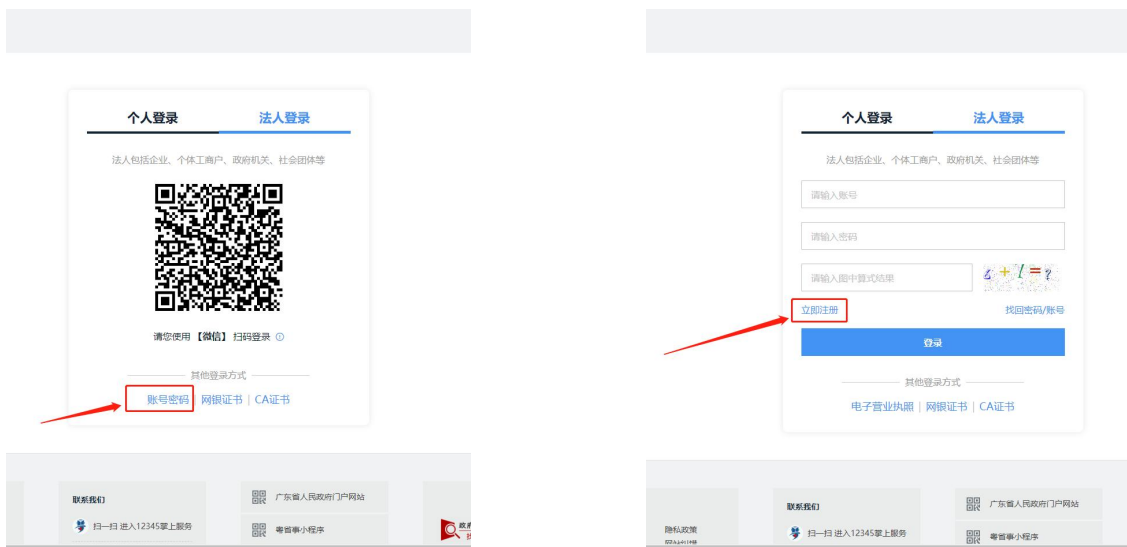 个人登录 法人登录
法人包括企业、个体工商户、政府机关、社会团体等
请您使用【微信】扫码登录
其他登录方式
账号密码 | 网银证书 | CA证书
联系我们
扫一扫 进入12345掌上服务
广东省人民政府门户网站
粤省事小程序
个人登录 法人登录
法人包括企业、个体工商户、政府机关、社会团体等
请输入账号
请输入密码
请输入图中算式结果
立即注册 找回密码/账号
登录
其他登录方式
电子营业执照 | 网银证书 | CA证书
隐私政策
联系我们
扫一扫 进入12345掌上服务
广东省人民政府门户网站
粤省事小程序